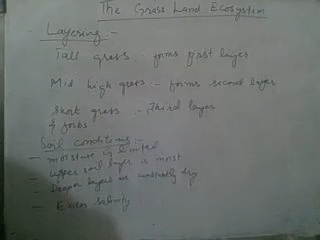 The Grass Land Ecosystem
- Layering :-
Tall grass :- forms first layer
Mid high grass :- forms second layer
Short grass :- Third layer
& forbs
Soil conditions :-
- moisture is limited
- Upper soil layer is moist
- Deeper layers are constantly dry
- Excess salinity.